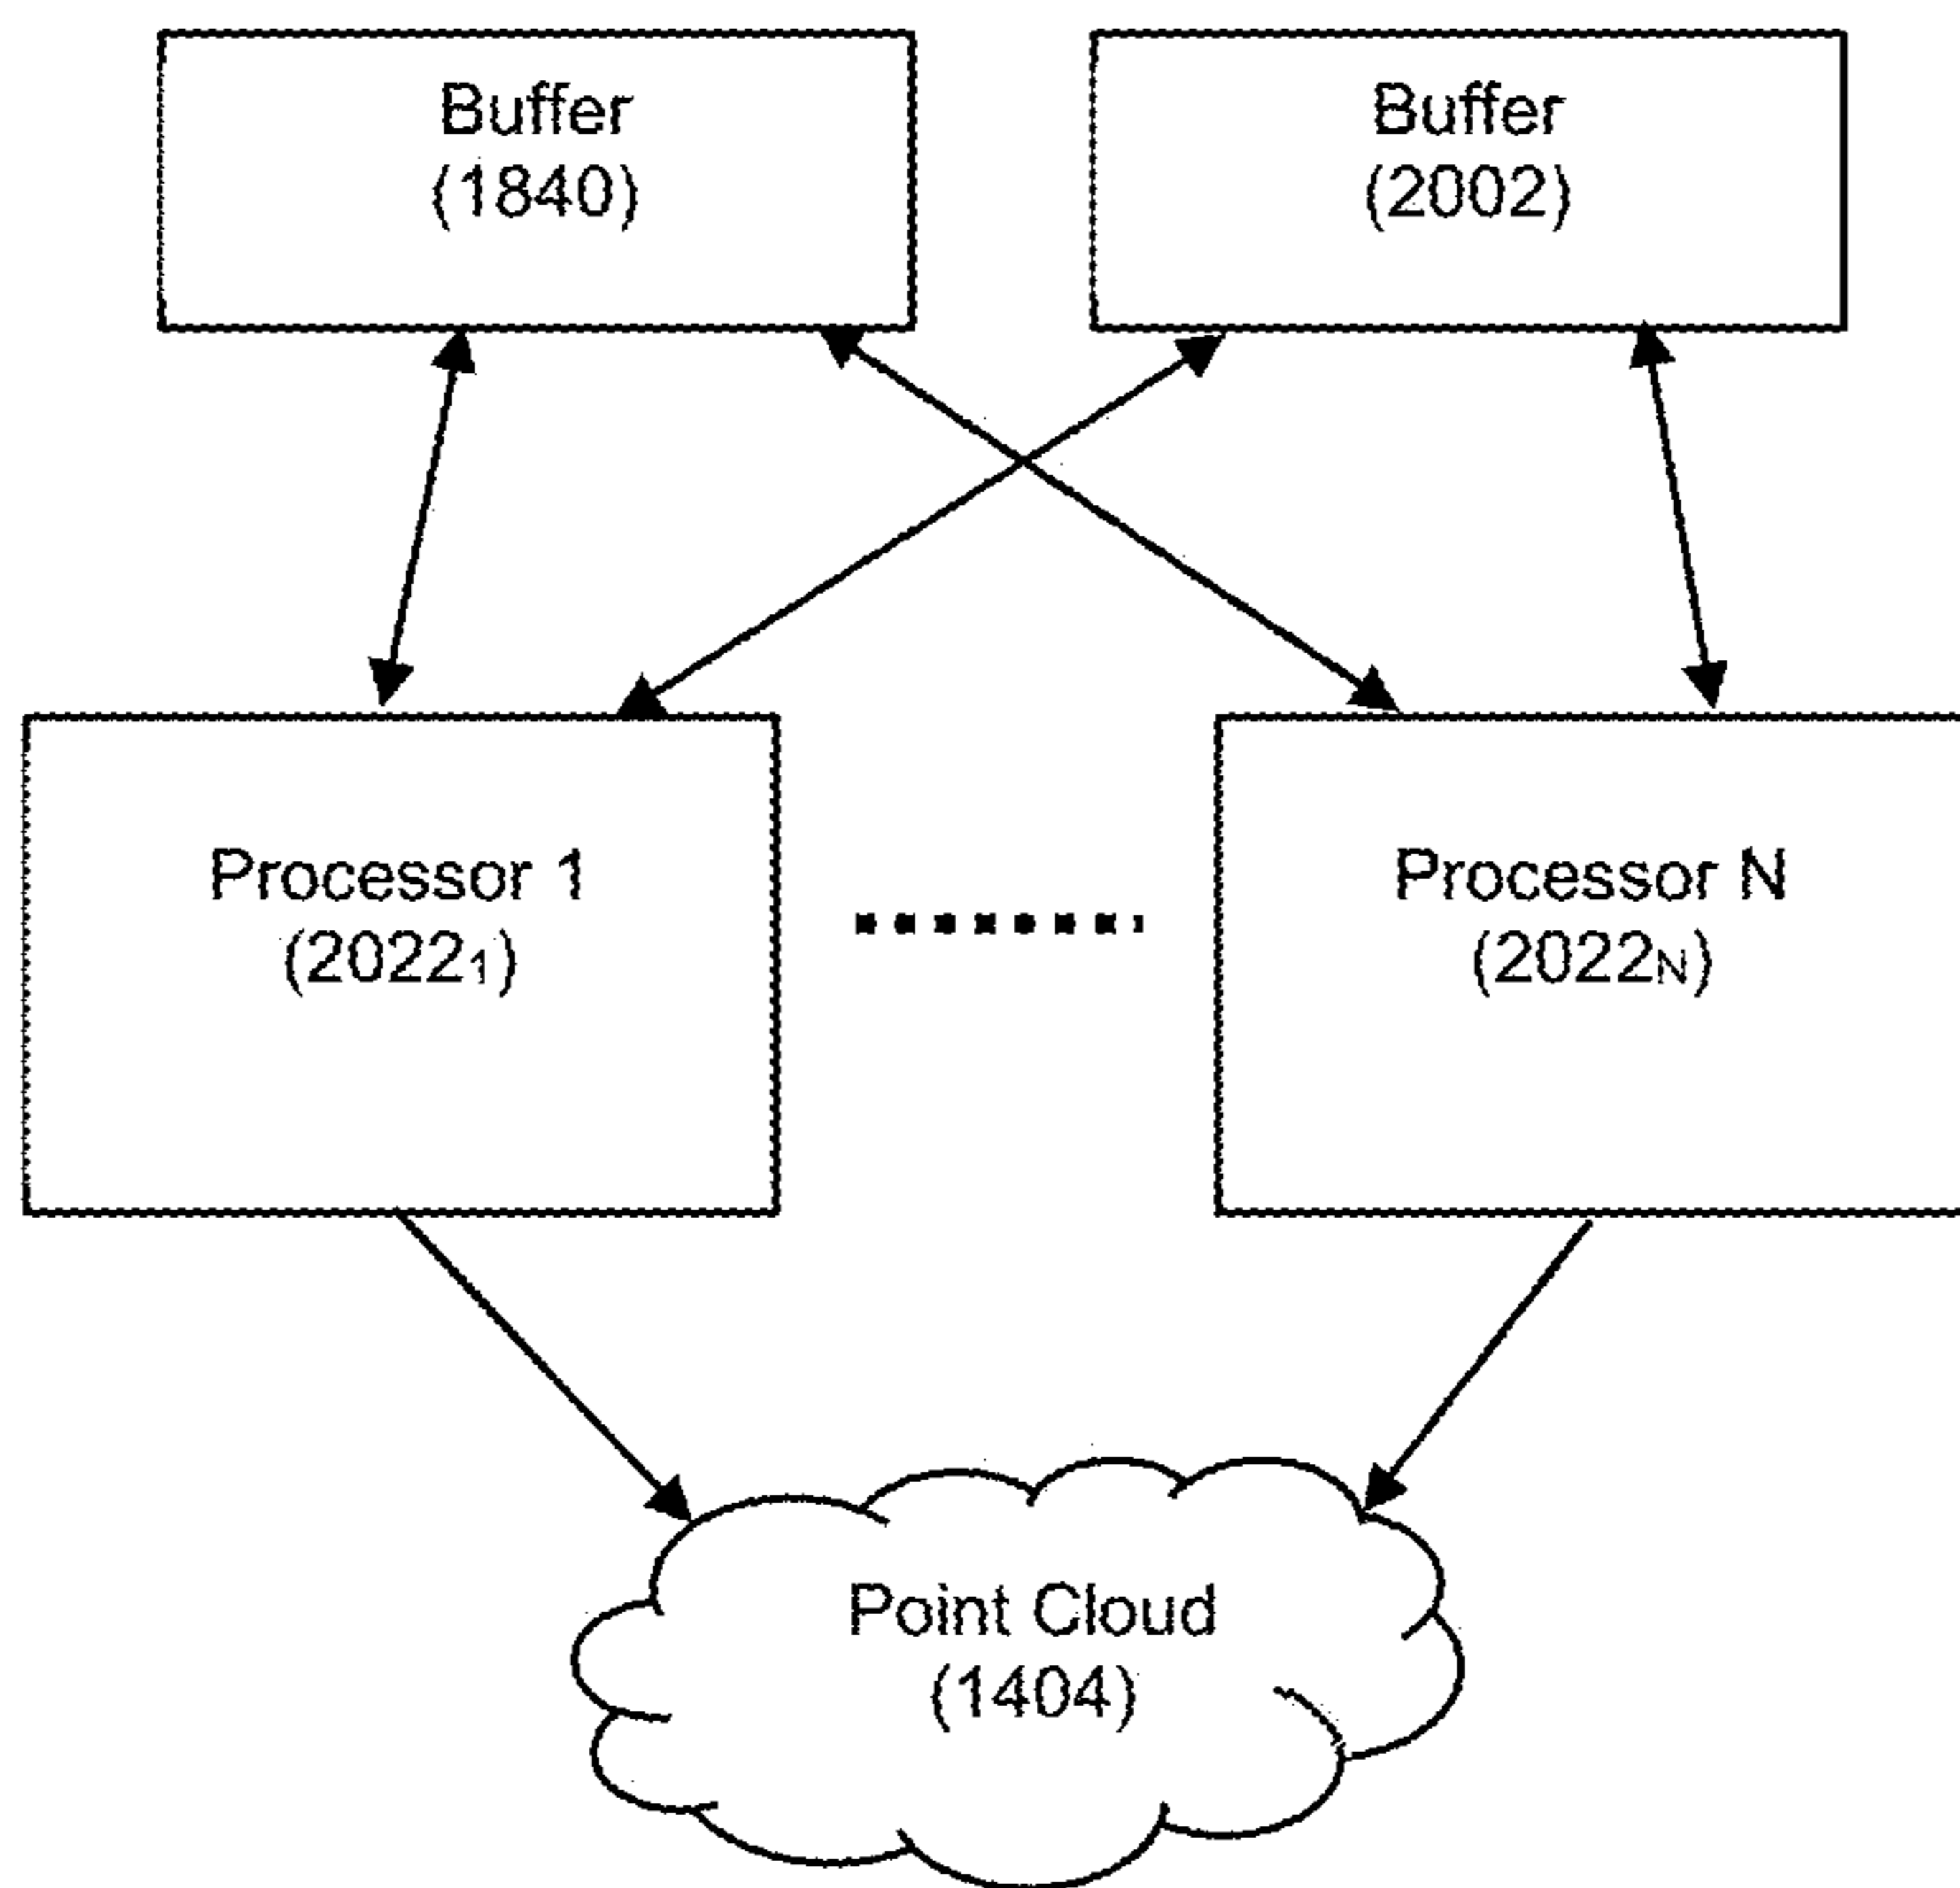 Buffer
(1840)
Buffer
(2002)
Processor 1
(2022₁)
Processor N
(2022N)
Point Cloud
(1404)